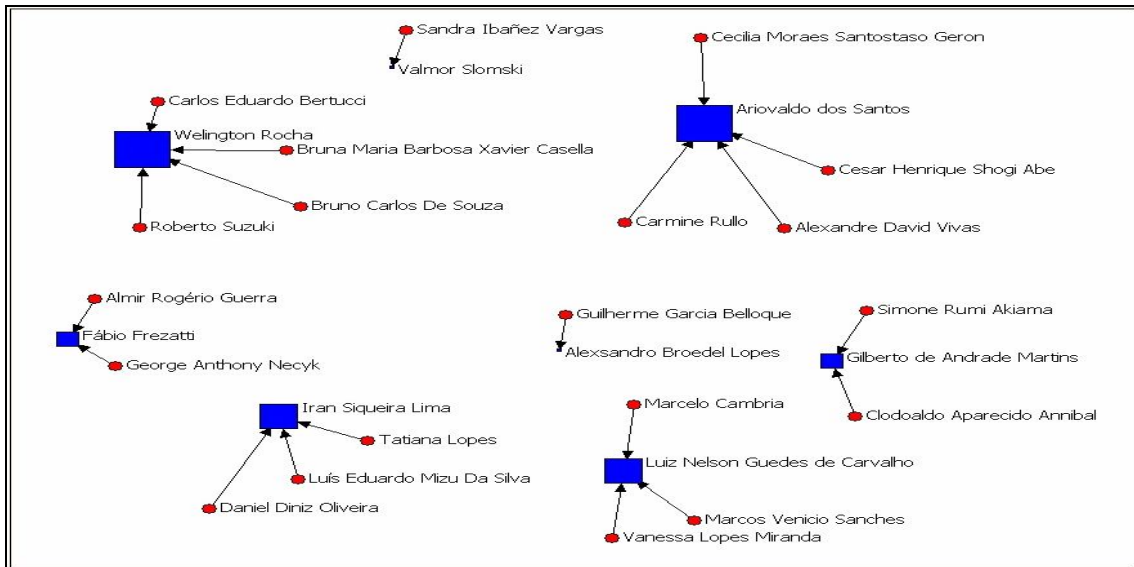 Sandra Ibañez Vargas
Valmor Slomski
Cecilia Moraes Santostaso Geron
Ariovaldo dos Santos
Carlos Eduardo Bertucci
Welington Rocha
Bruna Maria Barbosa Xavier Casella
Cesar Henrique Shogi Abe
Bruno Carlos De Souza
Roberto Suzuki
Carmine Rullo
Alexandre David Vivas
Almir Rogério Guerra
Fábio Frezatti
George Anthony Necyk
Guilherme Garcia Belloque
Alexsandro Broedel Lopes
Simone Rumi Akiama
Gilberto de Andrade Martins
Clodoaldo Aparecido Annibal
Iran Siqueira Lima
Tatiana Lopes
Luís Eduardo Mizu Da Silva
Daniel Diniz Oliveira
Marcelo Cambria
Luiz Nelson Guedes de Carvalho
Marcos Venicio Sanches
Vanessa Lopes Miranda